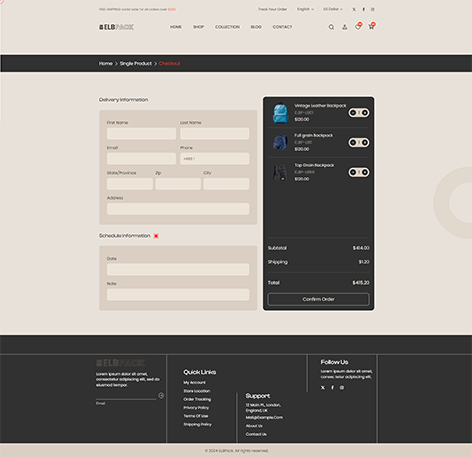 FREE SHIPPING world wide for all orders over $200
Track Your Order
English
US Dollar
ELBPACK
HOME
SHOP
COLLECTION
BLOG
CONTACT
Home > Single Product > Checkout
Delivery Information
First Name
Last Name
Email
Phone
State/Province
Zip
City
Address
Schedule Information
Date
Note
Vintage Leather Backpack
$120.00
Full grain Backpack
$120.00
Top Grain Backpack
$120.00
Subtotal
$414.00
Shipping
$1.20
Total
$415.20
Confirm Order
ELBPACK
Lorem ipsum dolor sit amet,
consectetur adipiscing elit, sed do
eiusmod tempor.
Email
Quick Links
My Account
Store Location
Order Tracking
Privacy Policy
Terms Of Use
Shipping Policy
Support
12 Main PL, London,
England, UK
Mail@Example.Com
About Us
Contact Us
Follow Us
Lorem ipsum dolor sit amet,
consec tetur adipiscing elit.
© 2024 ElbPack. All rights reserved.